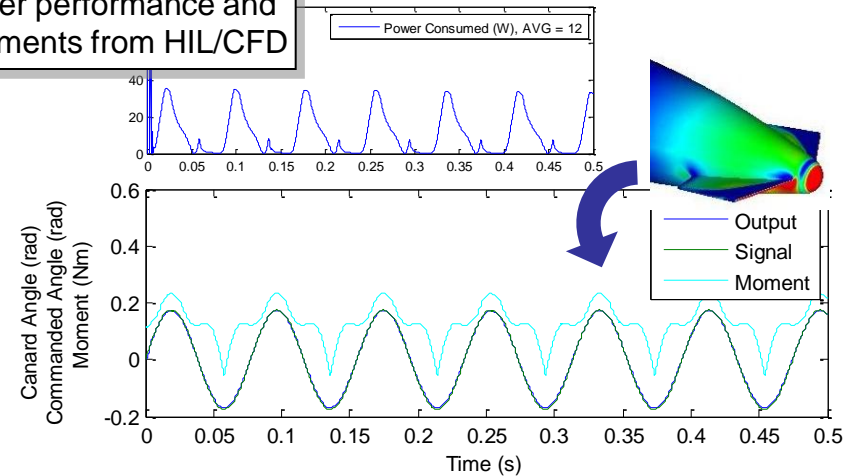 er performance and
ments from HIL/CFD
Power Consumed (W), AVG = 12
40
20
0
0 0.05 0.1 0.15 0.2 0.25 0.3 0.35 0.4 0.45 0.5
0.6
0.4
0.2
0
-0.2
Canard Angle (rad)
Commanded Angle (rad)
Moment (Nm)
Output
Signal
Moment
0 0.05 0.1 0.15 0.2 0.25 0.3 0.35 0.4 0.45 0.5
Time (s)